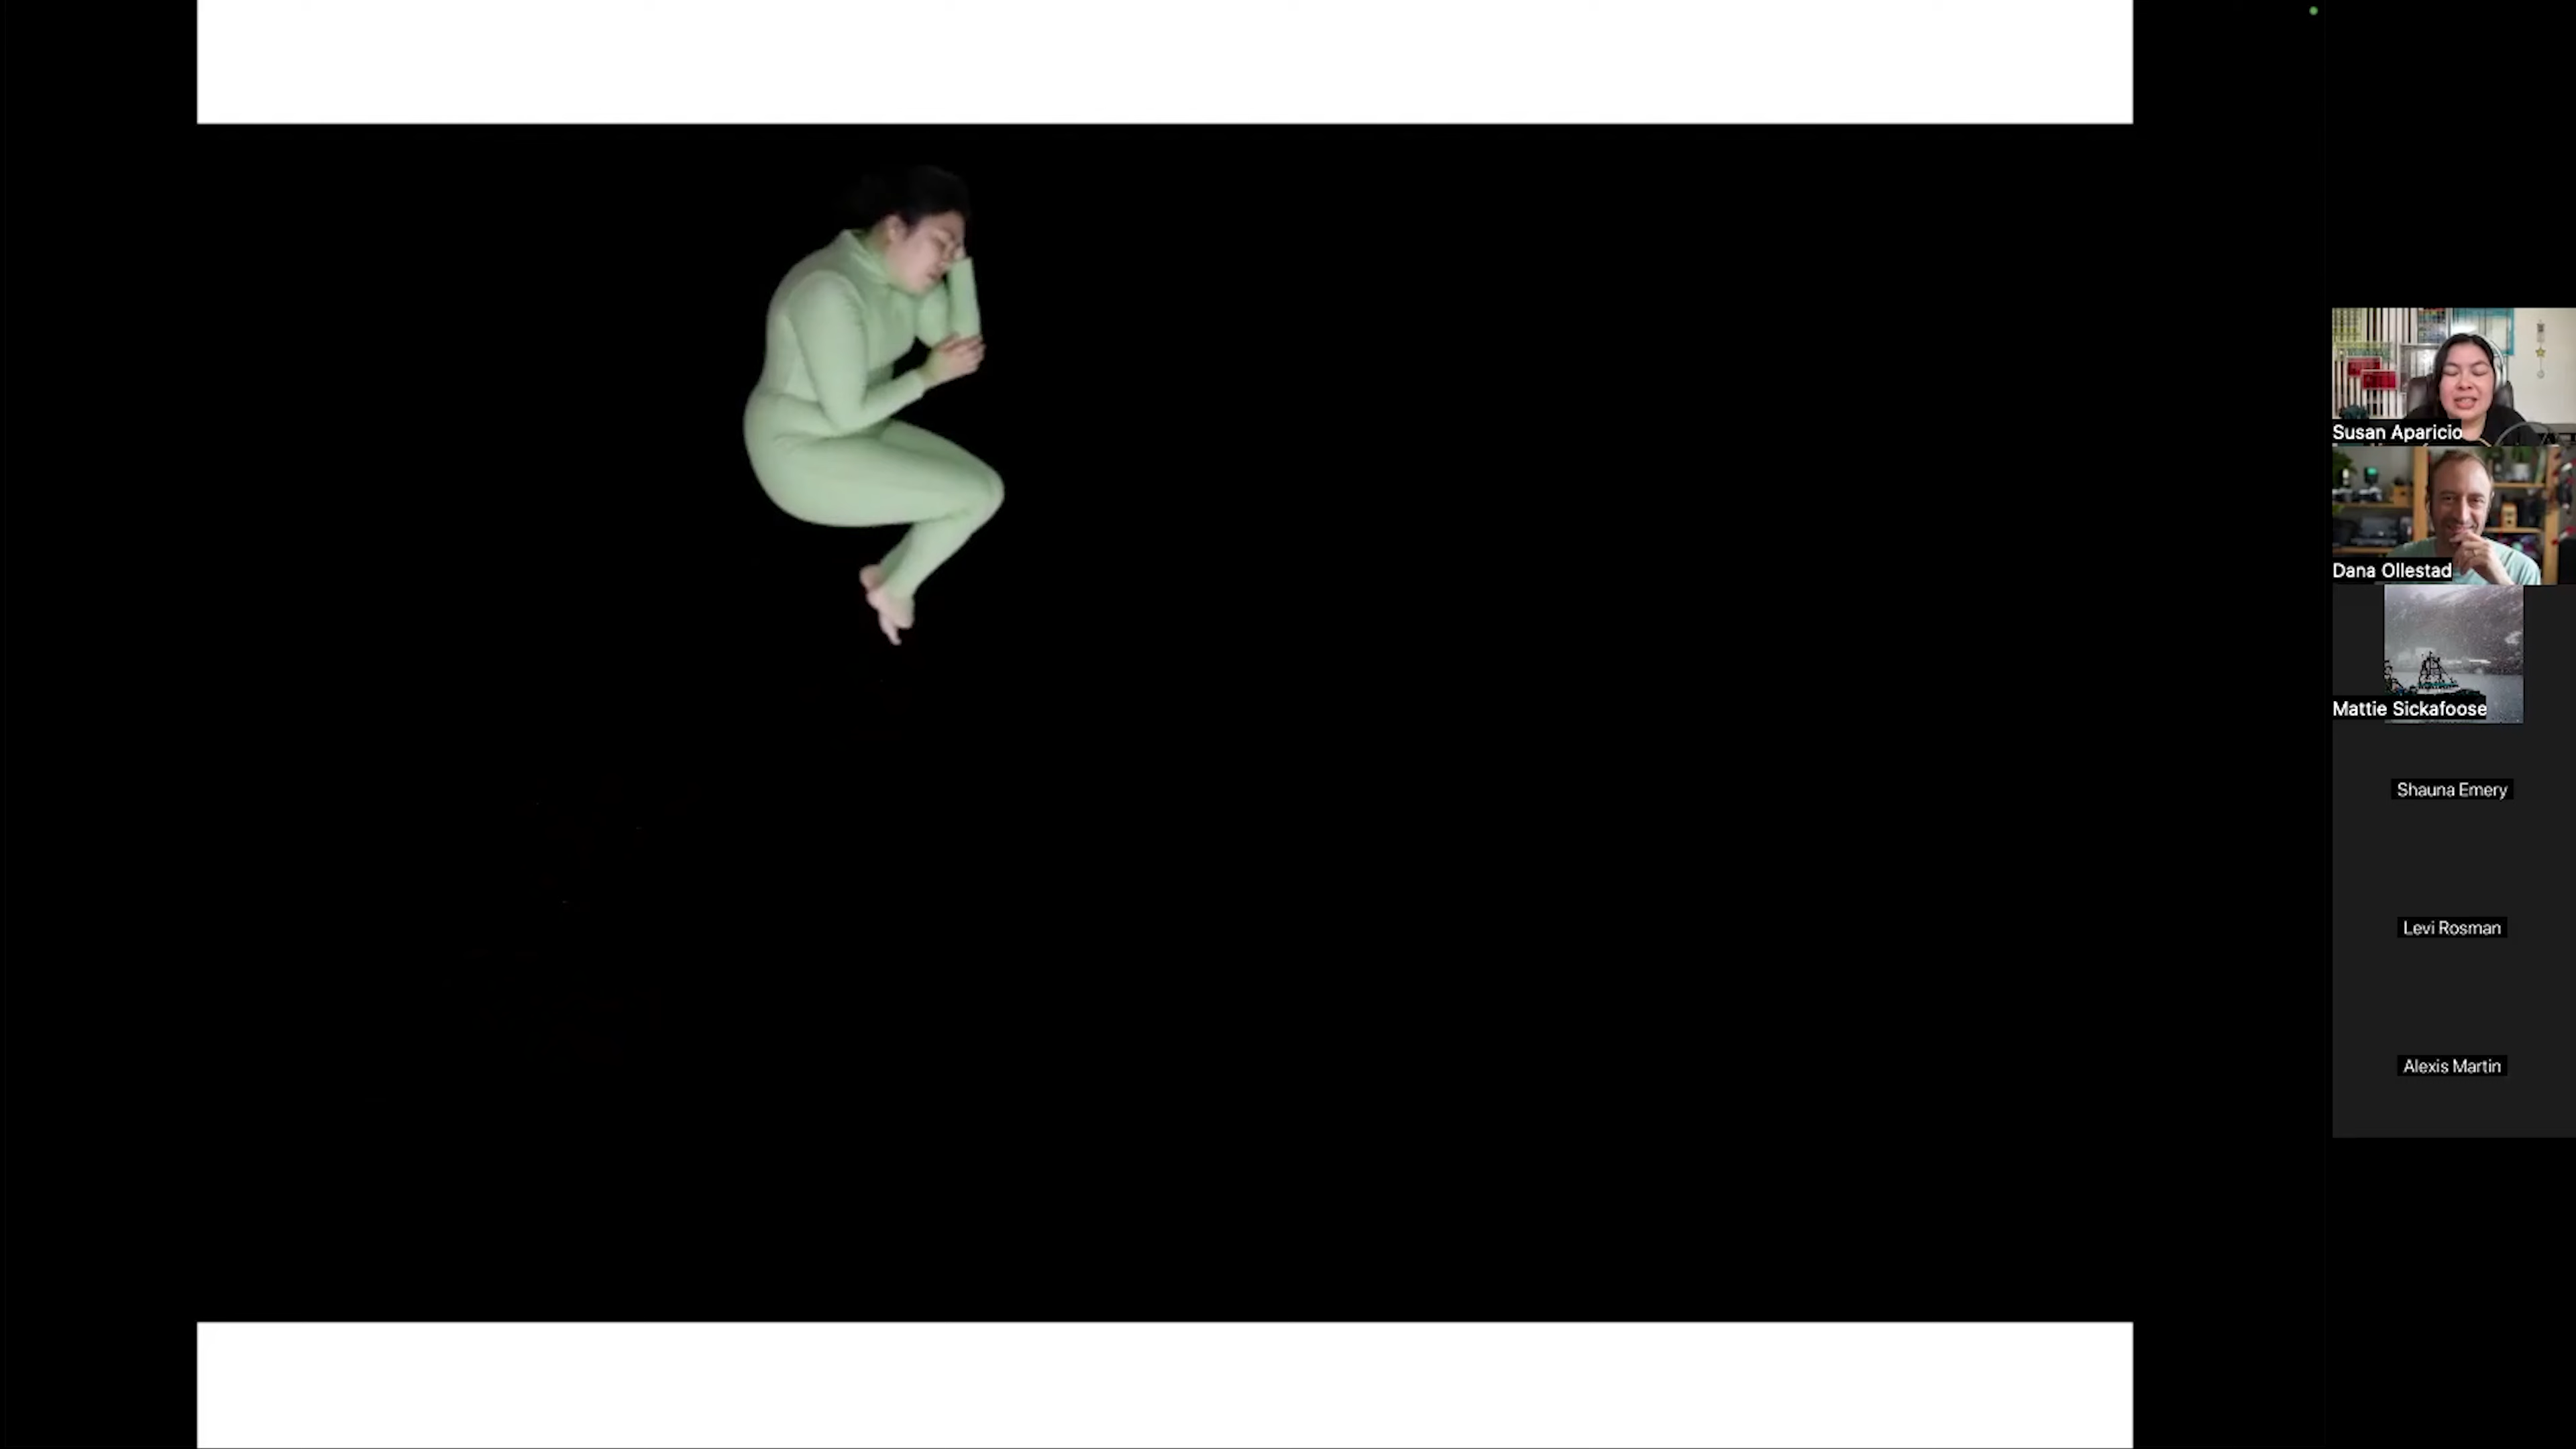 Susan Aparicio
Dana Ollestad
Mattie Sickafoose
Shauna Emery
Levi Rosman
Alexis Martin